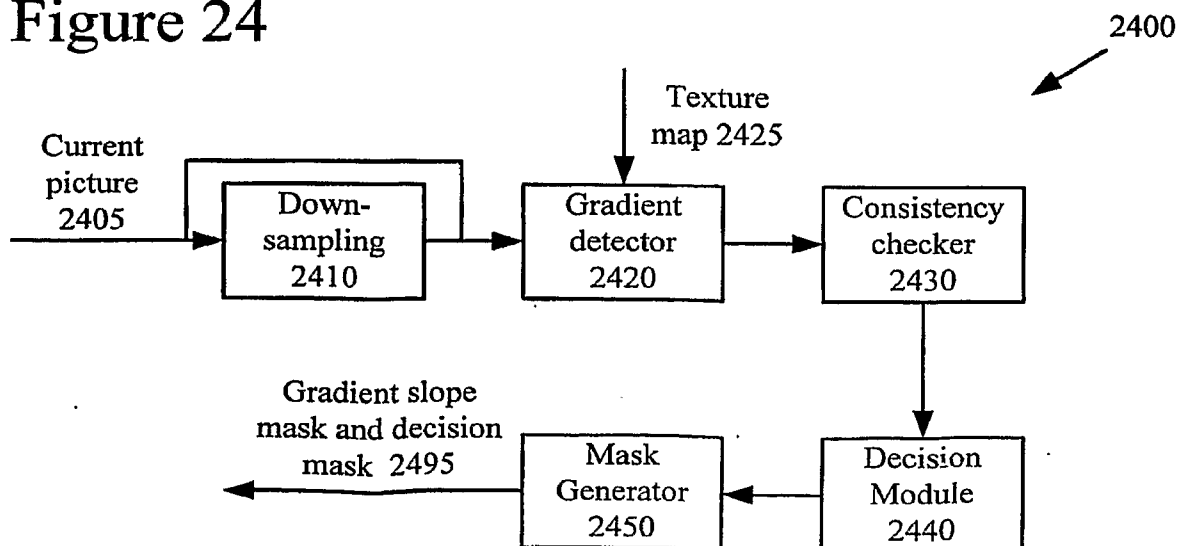 Figure 24
2400
Texture
map 2425
Current
picture
2405
Down-
sampling
2410
Gradient
detector
2420
Consistency
checker
2430
Gradient slope
mask and decision
mask 2495
Mask
Generator
2450
Decision
Module
2440